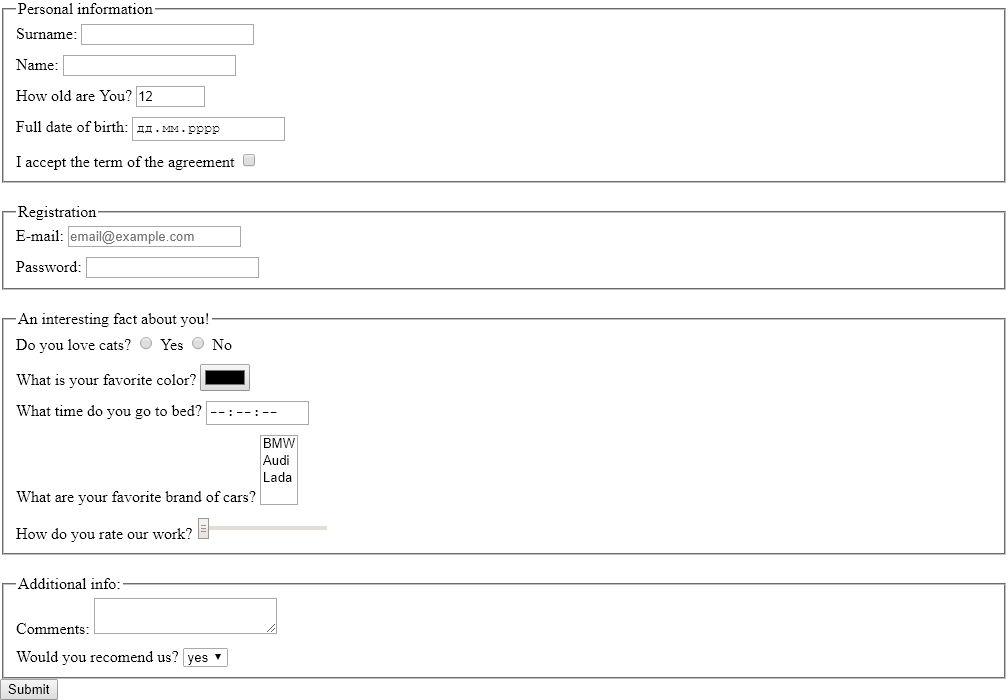 Personal information
Surname:
Name:
How old are You? 12
Full date of birth: дд.мм.рррр
I accept the term of the agreement
Registration
E-mail: email@example.com
Password:
An interesting fact about you!
Do you love cats? Yes No
What is your favorite color?
What time do you go to bed? --:--:--
BMW
Audi
Lada
What are your favorite brand of cars?
How do you rate our work?
Additional info:
Comments:
Would you recomend us? yes
Submit